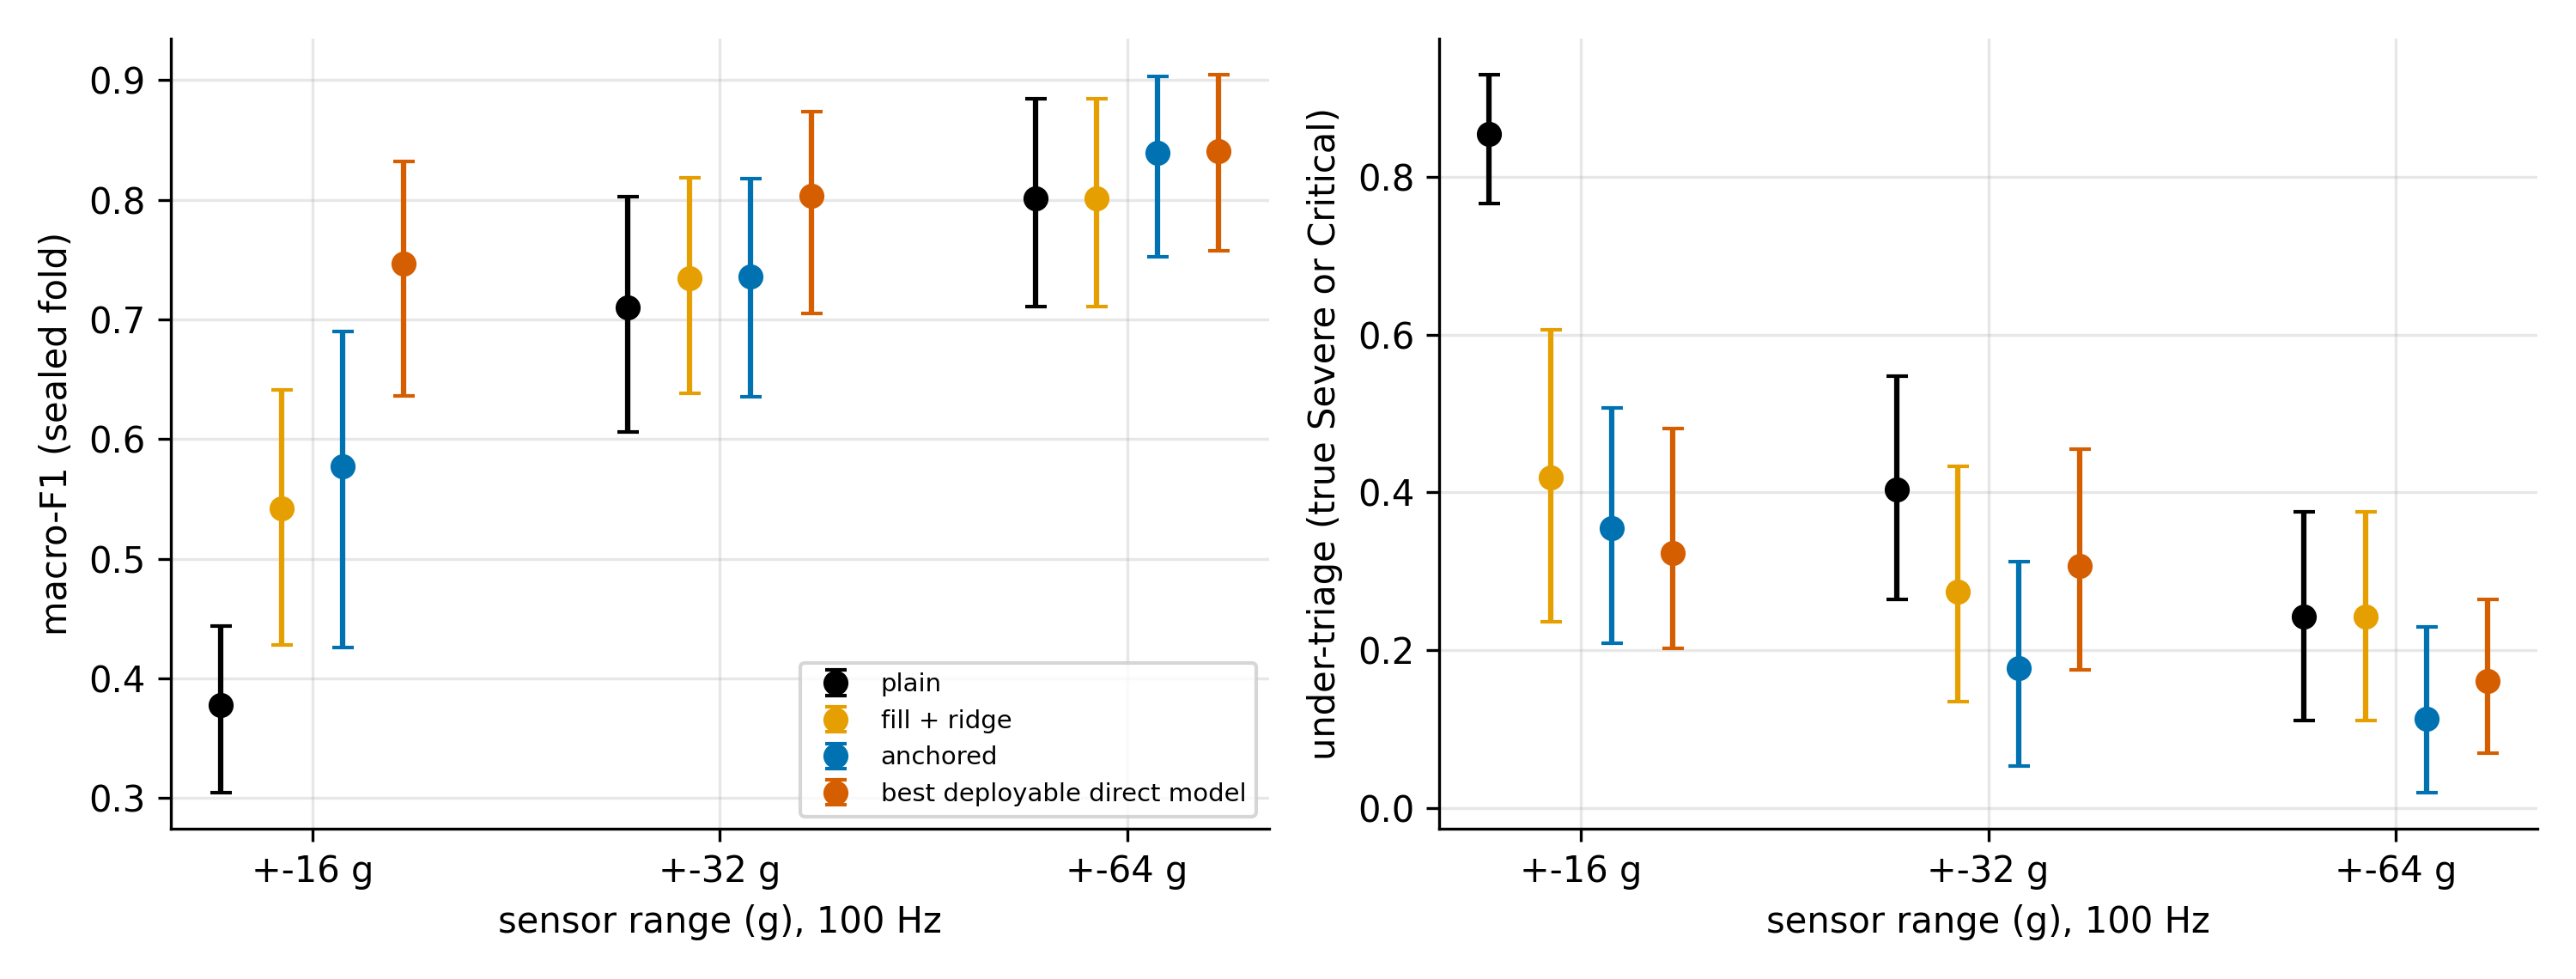 macro-F1 (sealed fold)
0.9
0.8
0.7
0.6
0.5
0.4
0.3
+-16 g
+-32 g
+-64 g
sensor range (g), 100 Hz
plain
fill + ridge
anchored
best deployable direct model
under-triage (true Severe or Critical)
0.8
0.6
0.4
0.2
0.0
+-16 g
+-32 g
+-64 g
sensor range (g), 100 Hz